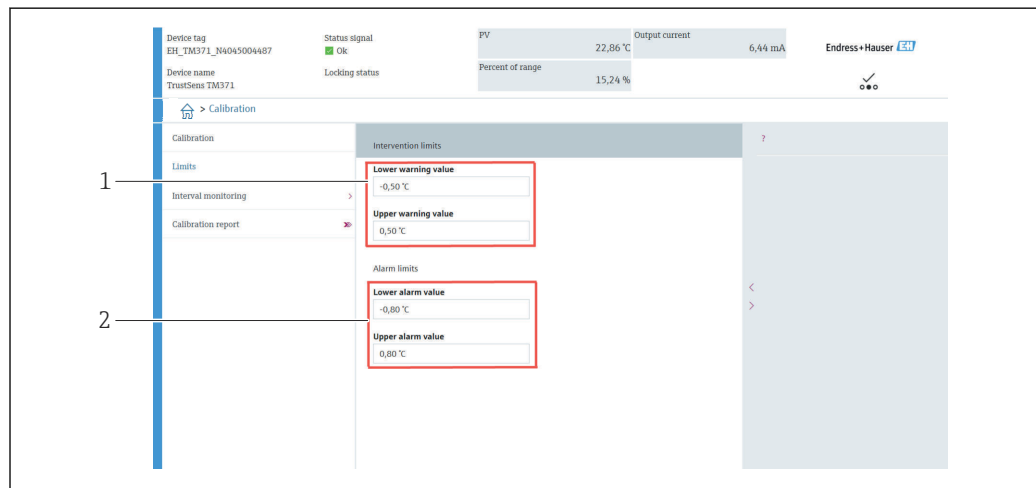 Device tag
EH_TM371_N4045004487
Status signal
Ok
PV
22,86 °C
Output current
6,44 mA
Endress+Hauser EH
Device name
TrustSens TM371
Locking status
Percent of range
15,24 %
> Calibration
Calibration
Intervention limits
?
Limits
Lower warning value
1
-0,50 °C
Interval monitoring >
Upper warning value
Calibration report
0,50 °C
Alarm limits
Lower alarm value
<
-0,80 °C
>
2
Upper alarm value
0,80 °C